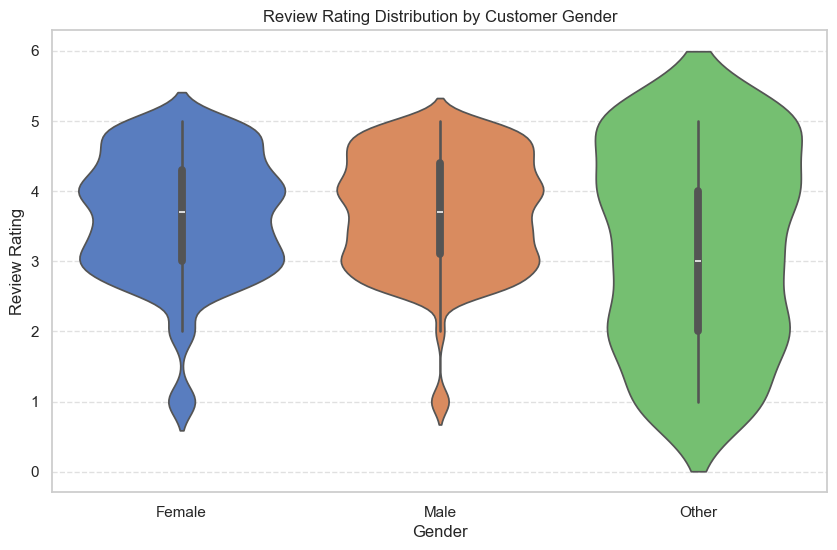 Review Rating Distribution by Customer Gender
6
5
4
3
2
1
0
Review Rating
Female Male Other
Gender